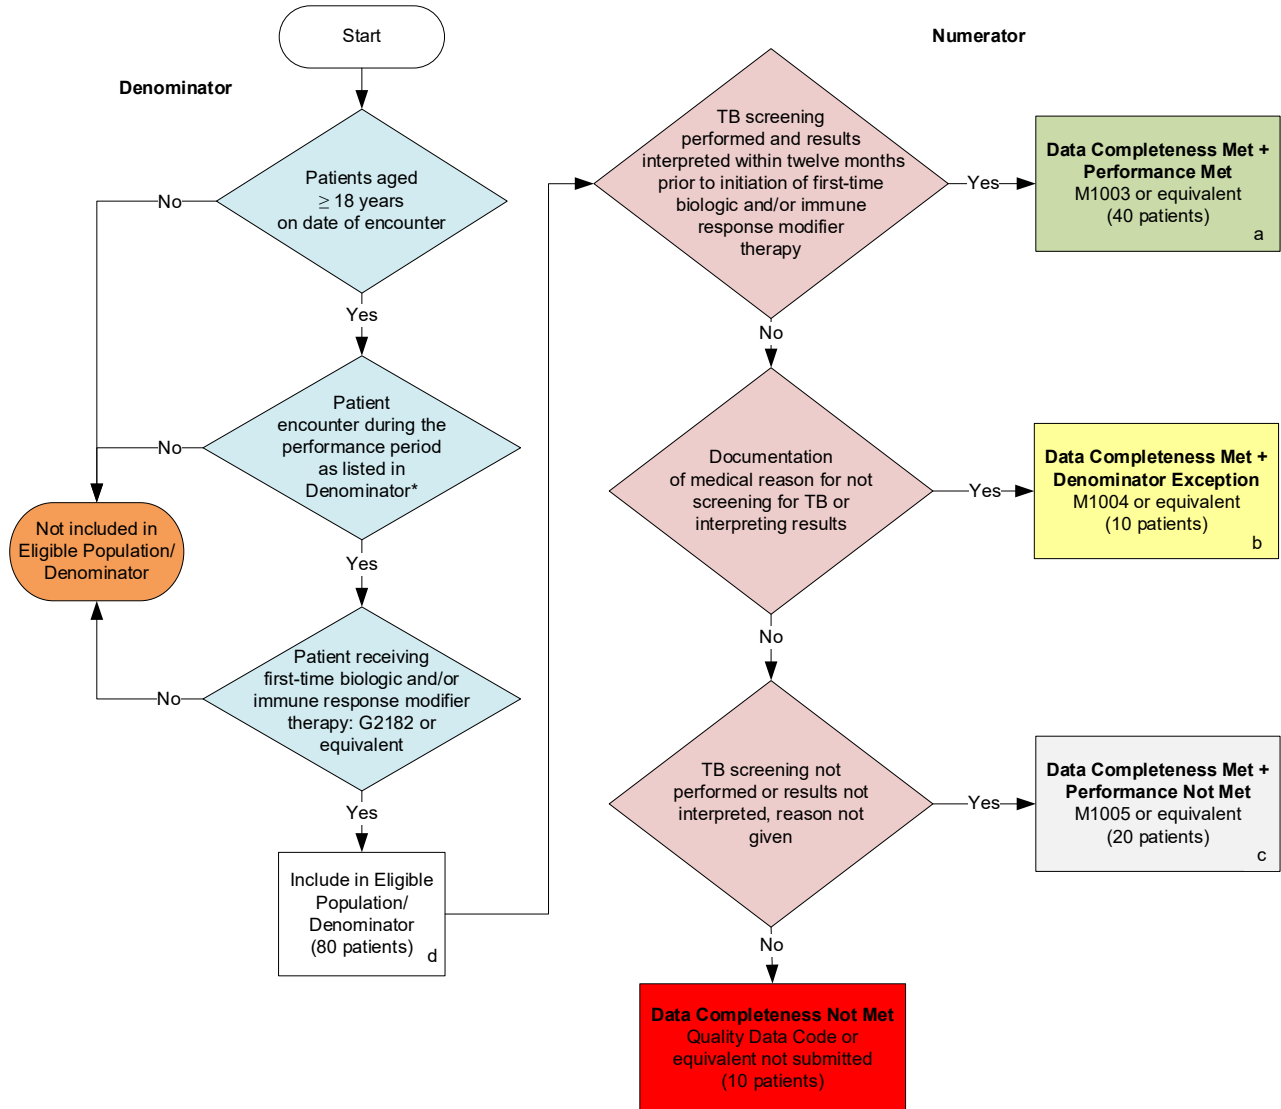 Start
Denominator
Patients aged
≥ 18 years
on date of encounter
No
Yes
Patient
encounter during the
performance period
as listed in
Denominator*
No
Yes
Not included in
Eligible Population/
Denominator
Patient receiving
first-time biologic and/or
immune response modifier
therapy: G2182 or
equivalent
No
Yes
Include in Eligible
Population/
Denominator
(80 patients)
d
Numerator
TB screening
performed and results
interpreted within twelve months
prior to initiation of first-time
biologic and/or immune
response modifier
therapy
Yes
Data Completeness Met +
Performance Met
M1003 or equivalent
(40 patients)
a
No
Documentation
of medical reason for not
screening for TB or
interpreting results
Yes
Data Completeness Met +
Denominator Exception
M1004 or equivalent
(10 patients)
b
No
TB screening not
performed or results not
interpreted, reason not
given
Yes
Data Completeness Met +
Performance Not Met
M1005 or equivalent
(20 patients)
c
No
Data Completeness Not Met
Quality Data Code or
equivalent not submitted
(10 patients)